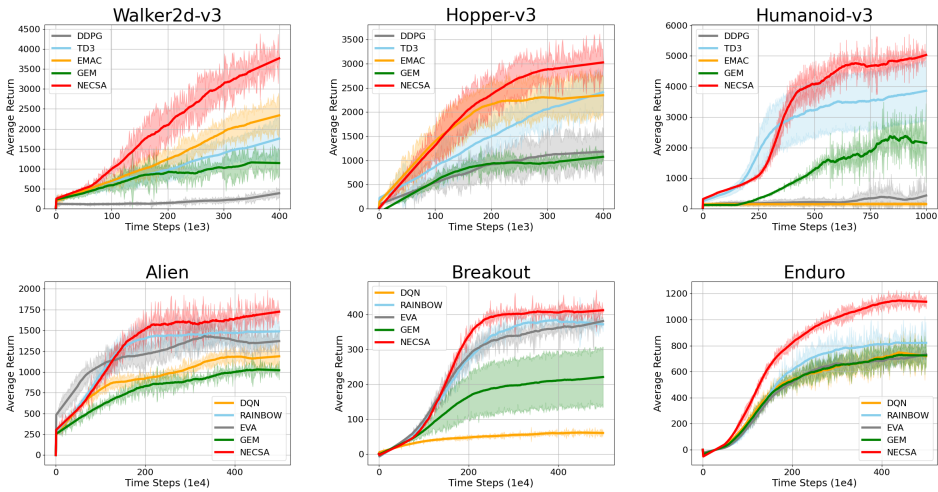 Walker2d-v3
Average Return
4500
4000
3500
3000
2500
2000
1500
1000
500
0
DDPG
TD3
EMAC
GEM
NECSA
0 100 200 300 400
Time Steps (1e3)
Hopper-v3
Average Return
3500
3000
2500
2000
1500
1000
500
0
DDPG
TD3
EMAC
GEM
NECSA
0 100 200 300 400
Time Steps (1e3)
Humanoid-v3
Average Return
6000
5000
4000
3000
2000
1000
0
DDPG
TD3
EMAC
GEM
NECSA
0 250 500 750 1000
Time Steps (1e3)
Alien
Average Return
2000
1750
1500
1250
1000
750
500
250
0
DQN
RAINBOW
EVA
GEM
NECSA
0 200 400
Time Steps (1e4)
Breakout
Average Return
400
300
200
100
0
DQN
RAINBOW
EVA
GEM
NECSA
0 200 400
Time Steps (1e4)
Enduro
Average Return
1200
1000
800
600
400
200
0
DQN
RAINBOW
EVA
GEM
NECSA
0 200 400
Time Steps (1e4)